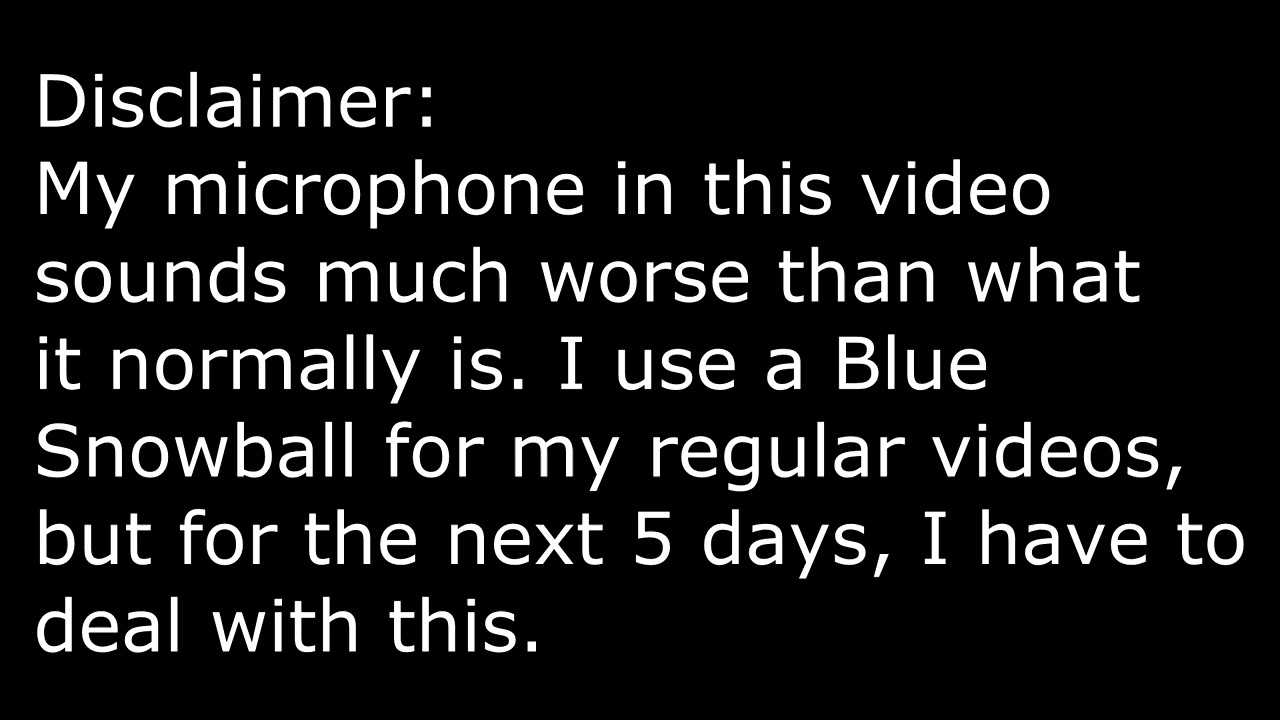 Disclaimer:
My microphone in this video
sounds much worse than what
it normally is. I use a Blue
Snowball for my regular videos,
but for the next 5 days, I have to
deal with this.